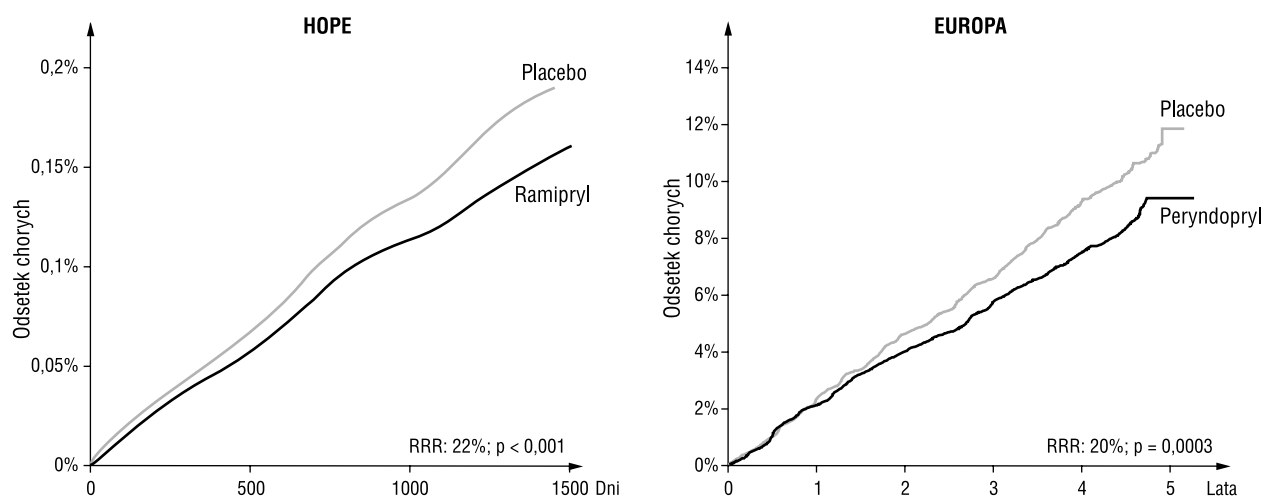 HOPE
0,2%
0,15%
0,1%
0,05%
0%
Odsetek chorych
Placebo
Ramipryl
RRR: 22%; p < 0,001
0 500 1000 1500 Dni
EUROPA
14%
12%
10%
8%
6%
4%
2%
0%
Odsetek chorych
Placebo
Peryndopryl
RRR: 20%; p = 0,0003
0 1 2 3 4 5 Lata